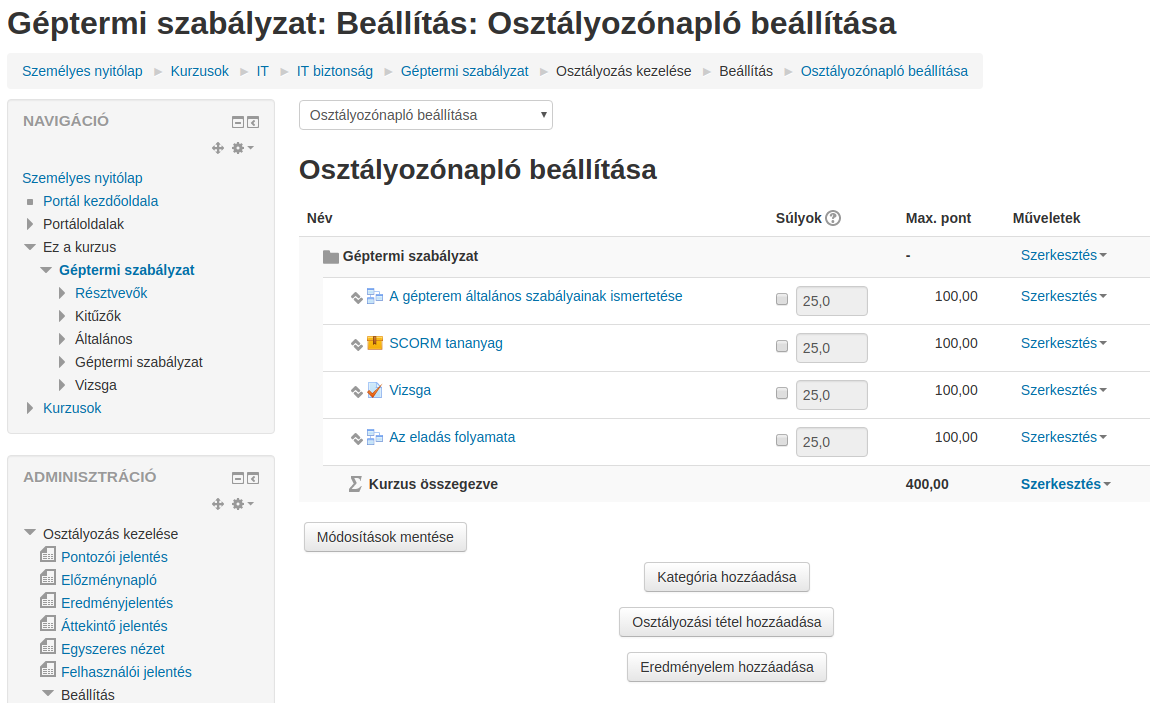 Géptermi szabályzat: Beállítás: Osztályozónapló beállítása
Személyes nyitólap Kurzusok IT IT biztonság Géptermi szabályzat Osztályozás kezelése Beállítás Osztályozónapló beállítása
NAVIGÁCIÓ
Személyes nyitólap
Portál kezdőoldala
Portáloldalak
Ez a kurzus
Géptermi szabályzat
Résztvevők
Kitűzők
Általános
Géptermi szabályzat
Vizsga
Kurzusok
ADMINISZTRÁCIÓ
Osztályozás kezelése
Pontozói jelentés
Előzménynapló
Eredményjelentés
Áttekintő jelentés
Egyszeres nézet
Felhasználói jelentés
Beállítás
Osztályozónapló beállítása
Osztályozónapló beállítása
Név Súlyok ? Max. pont Műveletek
Géptermi szabályzat - Szerkesztés
A gépterem általános szabályainak ismertetése 25,0 100,00 Szerkesztés
SCORM tananyag 25,0 100,00 Szerkesztés
Vizsga 25,0 100,00 Szerkesztés
Az eladás folyamata 25,0 100,00 Szerkesztés
Kurzus összegezve 400,00 Szerkesztés
Módosítások mentése
Kategória hozzáadása
Osztályozási tétel hozzáadása
Eredményelem hozzáadása